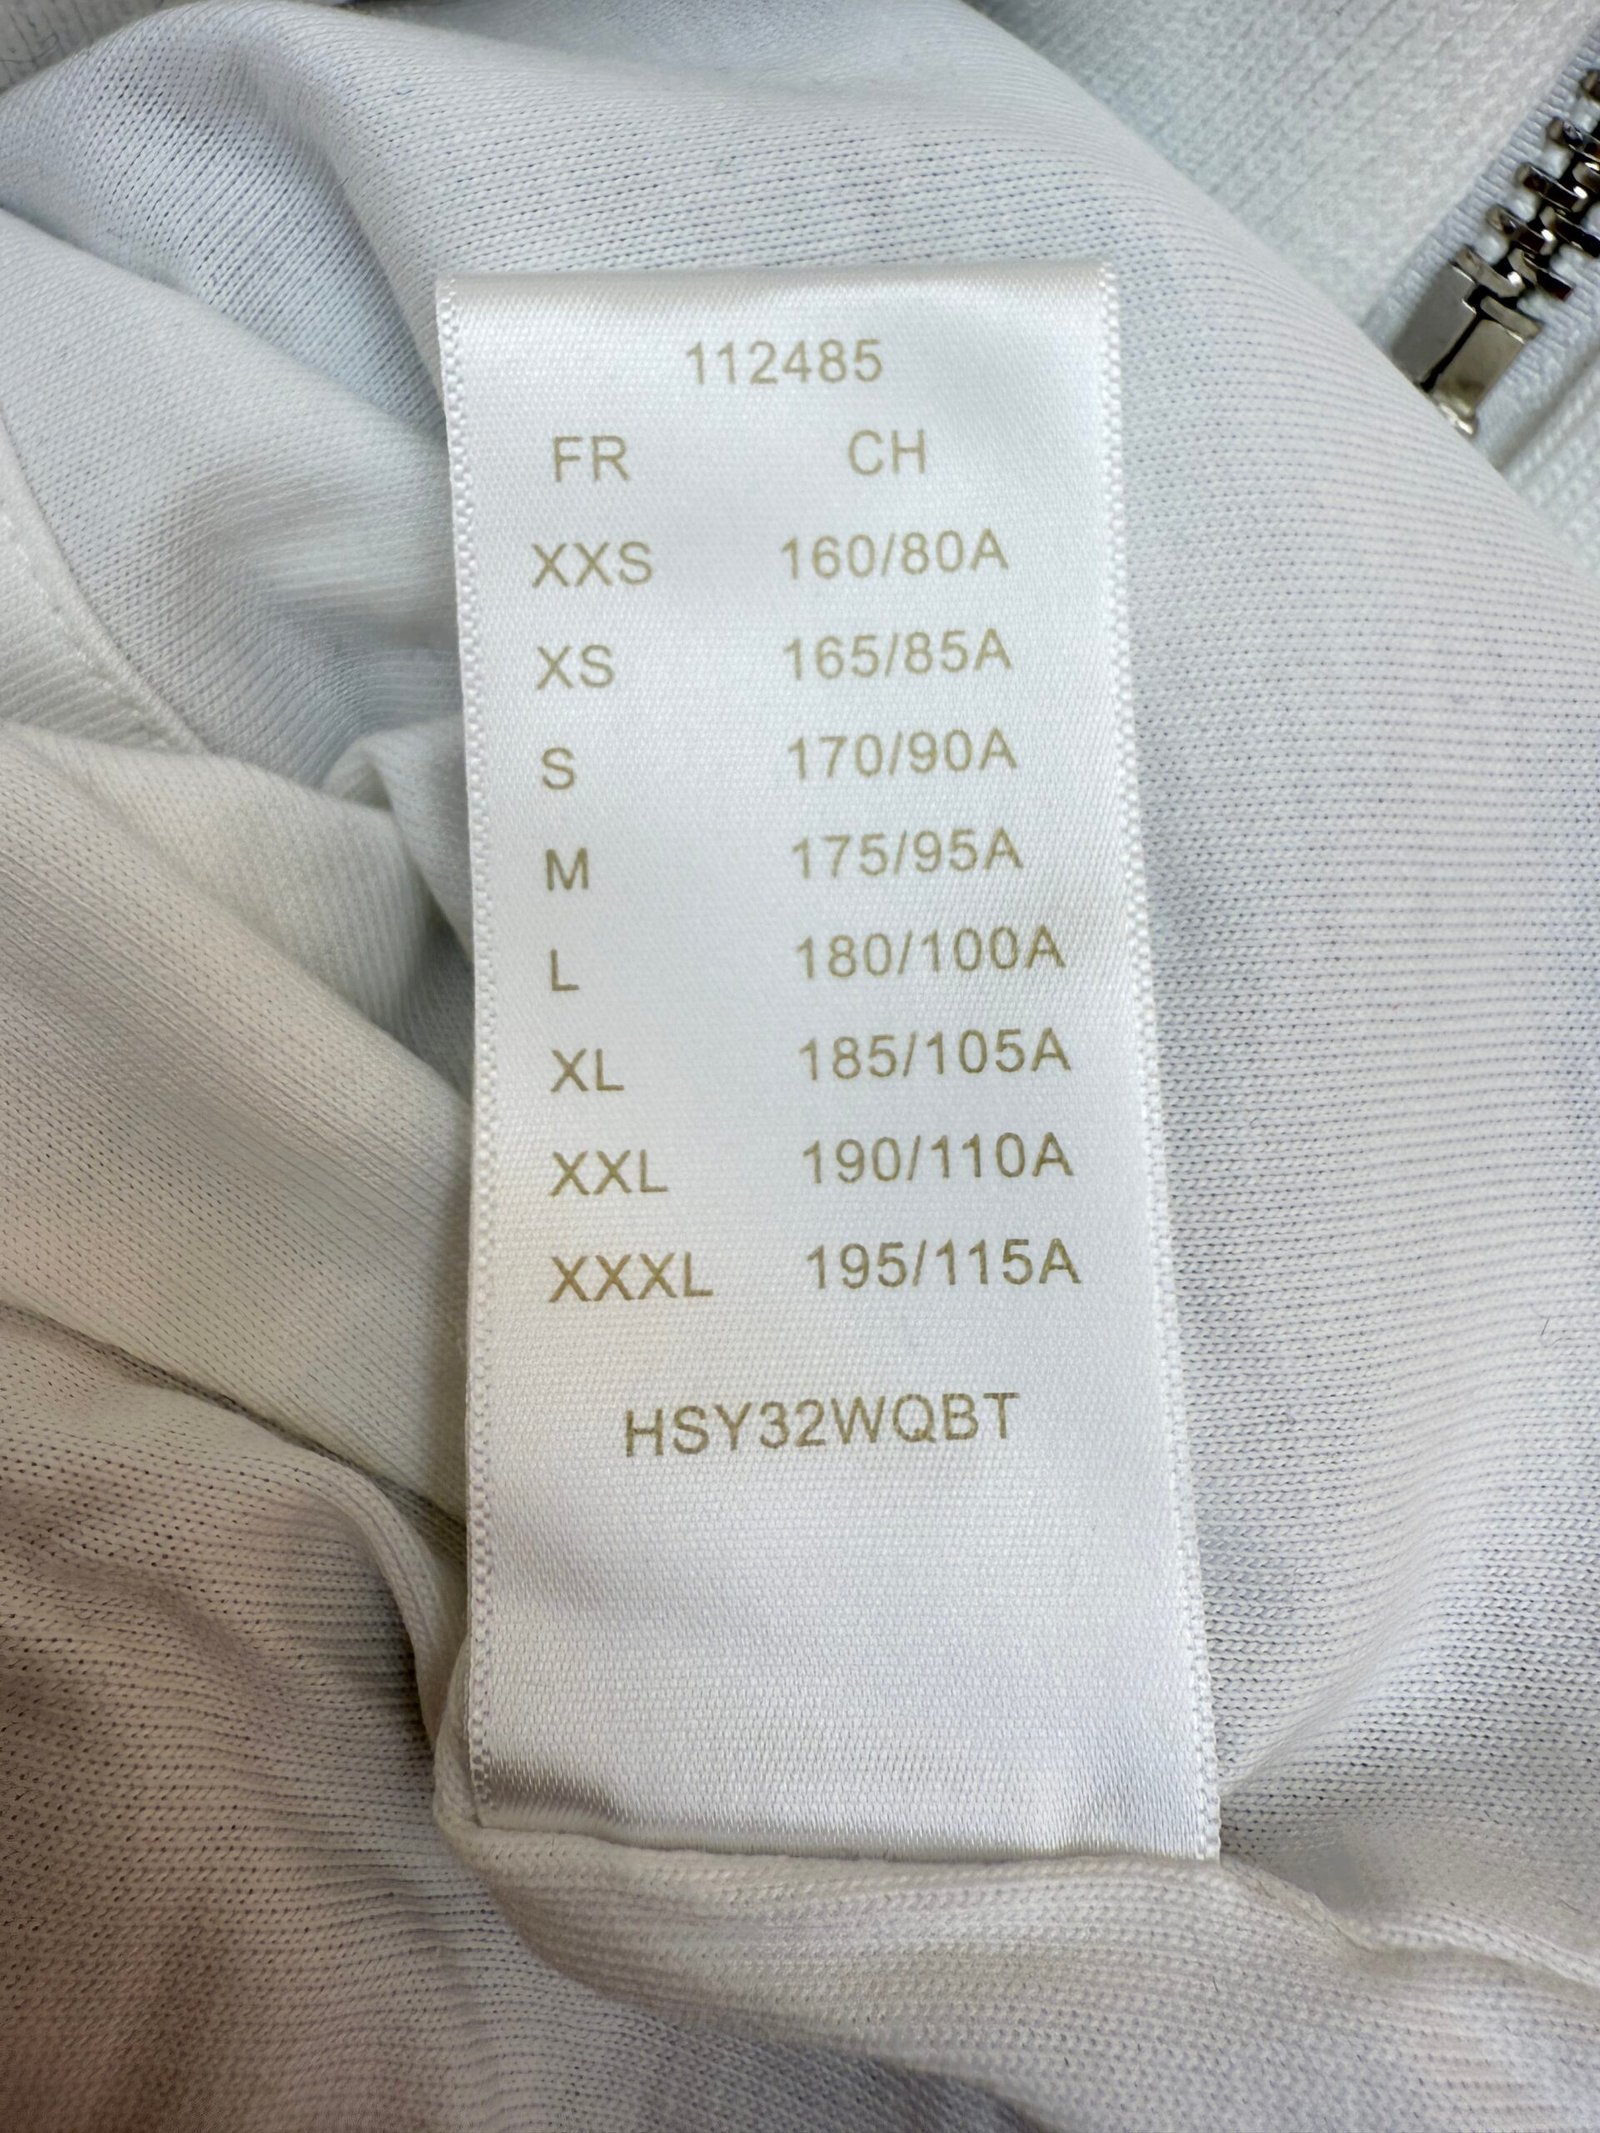 112485
FR CH
XXS 160/80A
XS 165/85A
S 170/90A
M 175/95A
L 180/100A
XL 185/105A
XXL 190/110A
XXXL 195/115A
HSY32WQBT